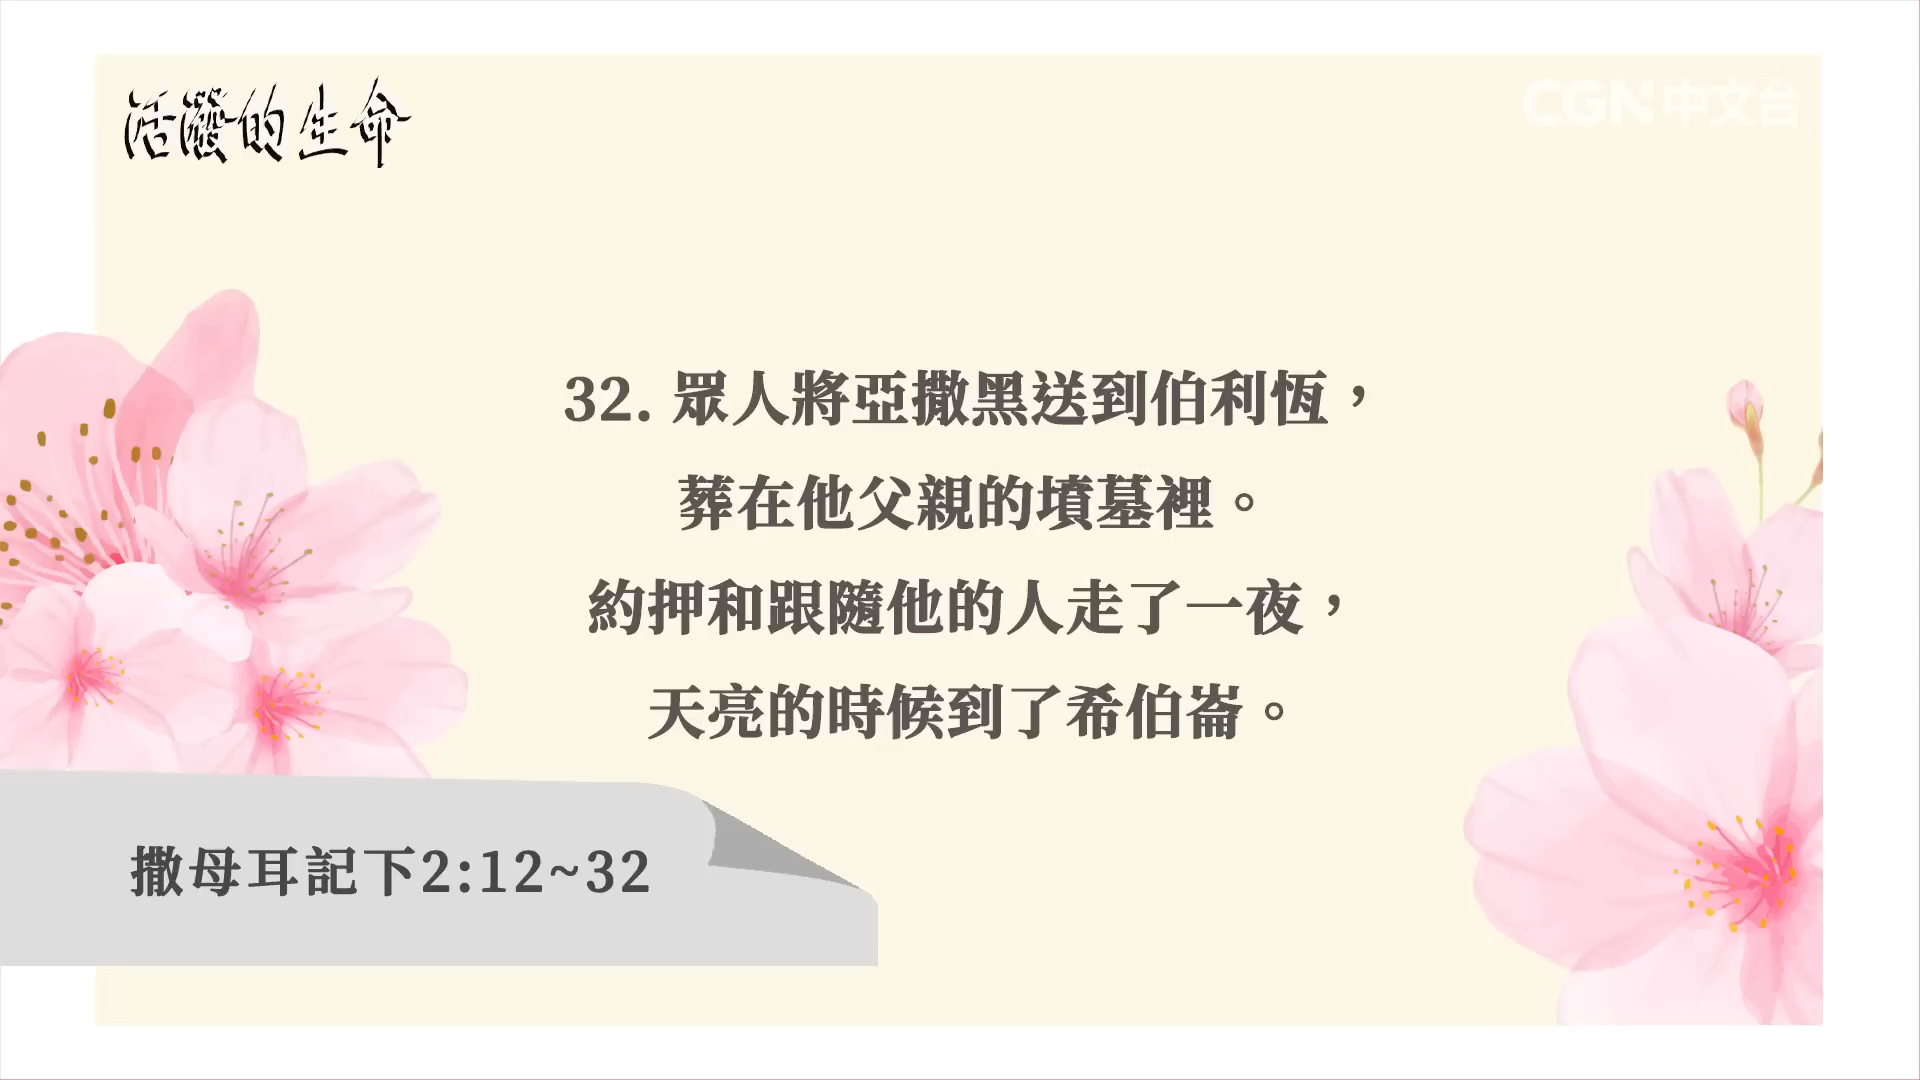 活潑的生命
CGN中文台
32. 眾人將亞撒黑送到伯利恆，
葬在他父親的墳墓裡。
約押和跟隨他的人走了一夜，
天亮的時候到了希伯崙。
撒母耳記下2:12~32